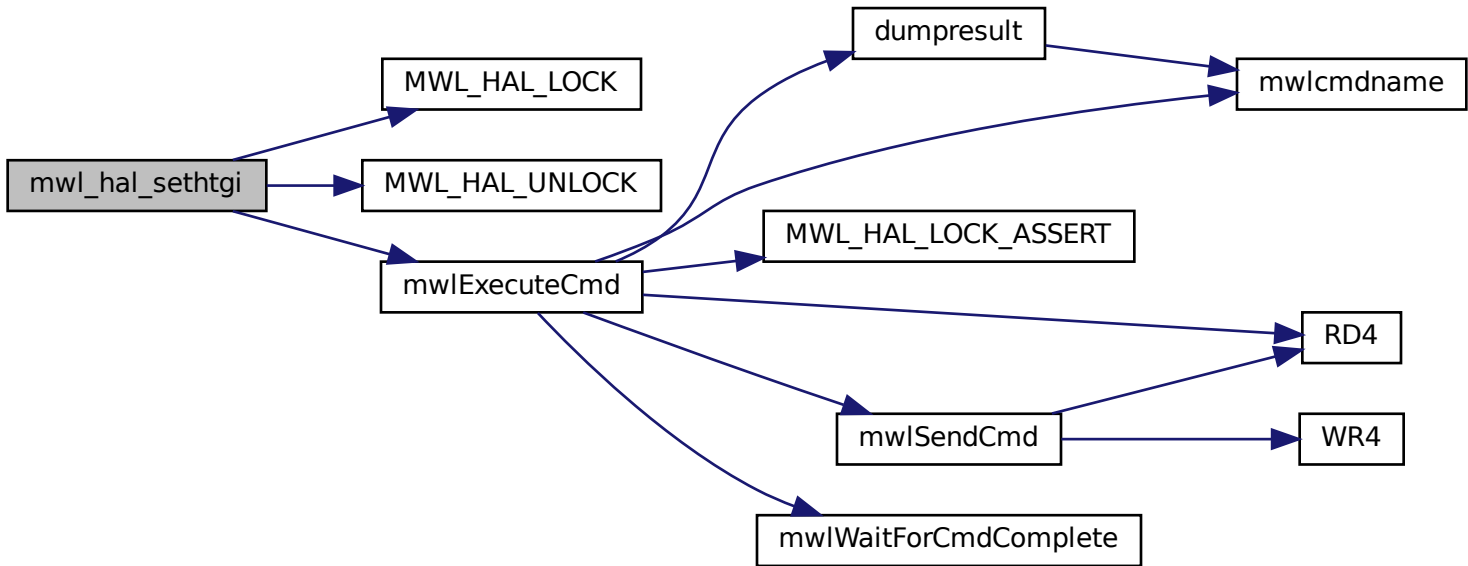 mwl_hal_sethtgi
MWL_HAL_LOCK
MWL_HAL_UNLOCK
mwlExecuteCmd
dumpresult
mwlcmdname
MWL_HAL_LOCK_ASSERT
RD4
mwlSendCmd
WR4
mwlWaitForCmdComplete